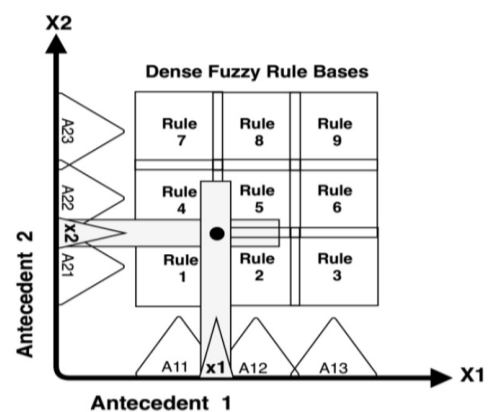 X2
Dense Fuzzy Rule Bases
Rule 7
Rule 8
Rule 9
Rule 4
Rule 5
Rule 6
Rule 1
Rule 2
Rule 3
A23
A22
x2
A21
Antecedent 2
A11
x1
A12
A13
X1
Antecedent 1